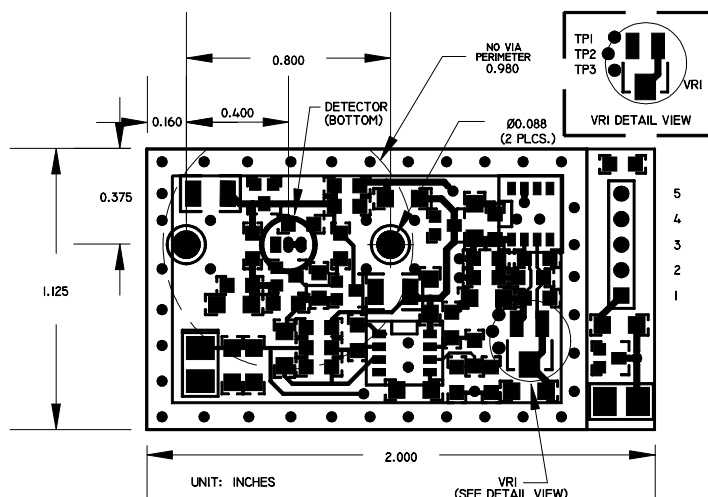 0.800
NO VIA
PERIMETER
0.980
TP1
TP2
TP3
VR1
VR1 DETAIL VIEW
0.160
0.400
DETECTOR
(BOTTOM)
Ø0.088
(2 PLCS.)
0.375
5
4
3
2
1
1.125
2.000
UNIT: INCHES
VR1
(SEE DETAIL VIEW)